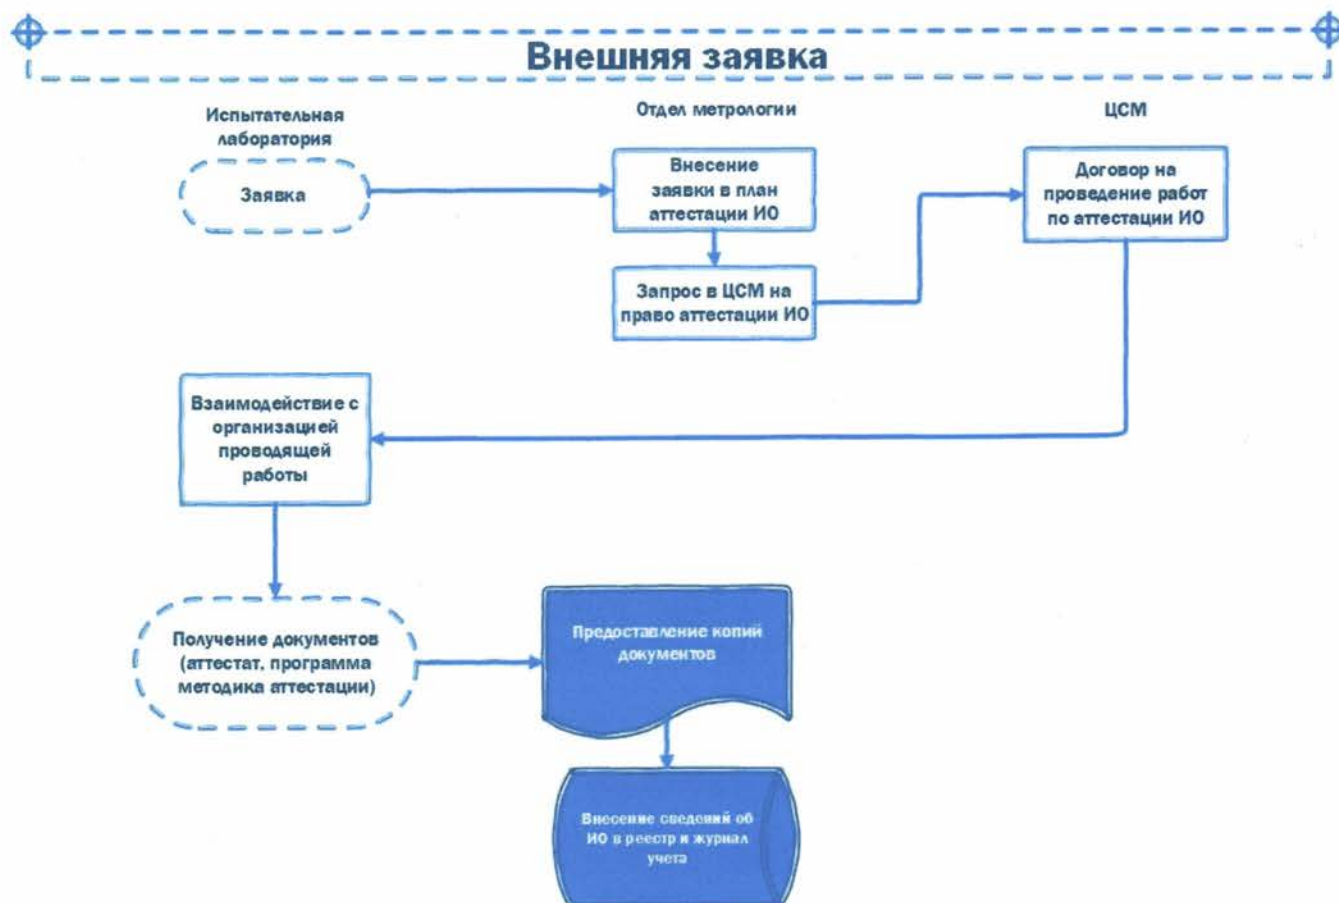 Внешняя заявка
Испытательная
лаборатория
Отдел метрологии
ЦСМ
Заявка
Внесение
заявки в план
аттестации ИО
Договор на
проведение работ
по аттестации ИО
Запрос в ЦСМ на
право аттестации ИО
Взаимодействие с
организацией
проводящей
работы
Получение документов
(аттестат, программа
методика аттестации)
Предоставление копий
документов
Внесение сведений об
ИО в реестр и журнал
учета